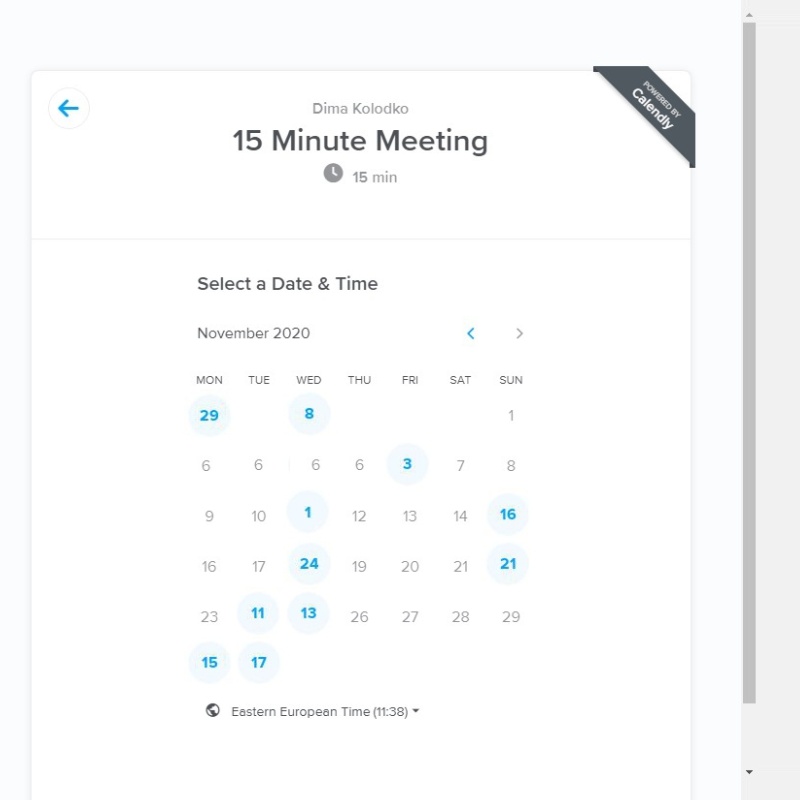 POWERED BY
Calendly
Dima Kolodko
15 Minute Meeting
15 min
Select a Date & Time
November 2020
MON TUE WED THU FRI SAT SUN
29 8 1
6 6 6 6 3 7 8
9 10 1 12 13 14 16
16 17 24 19 20 21 21
23 11 13 26 27 28 29
15 17
Eastern European Time (11:38)